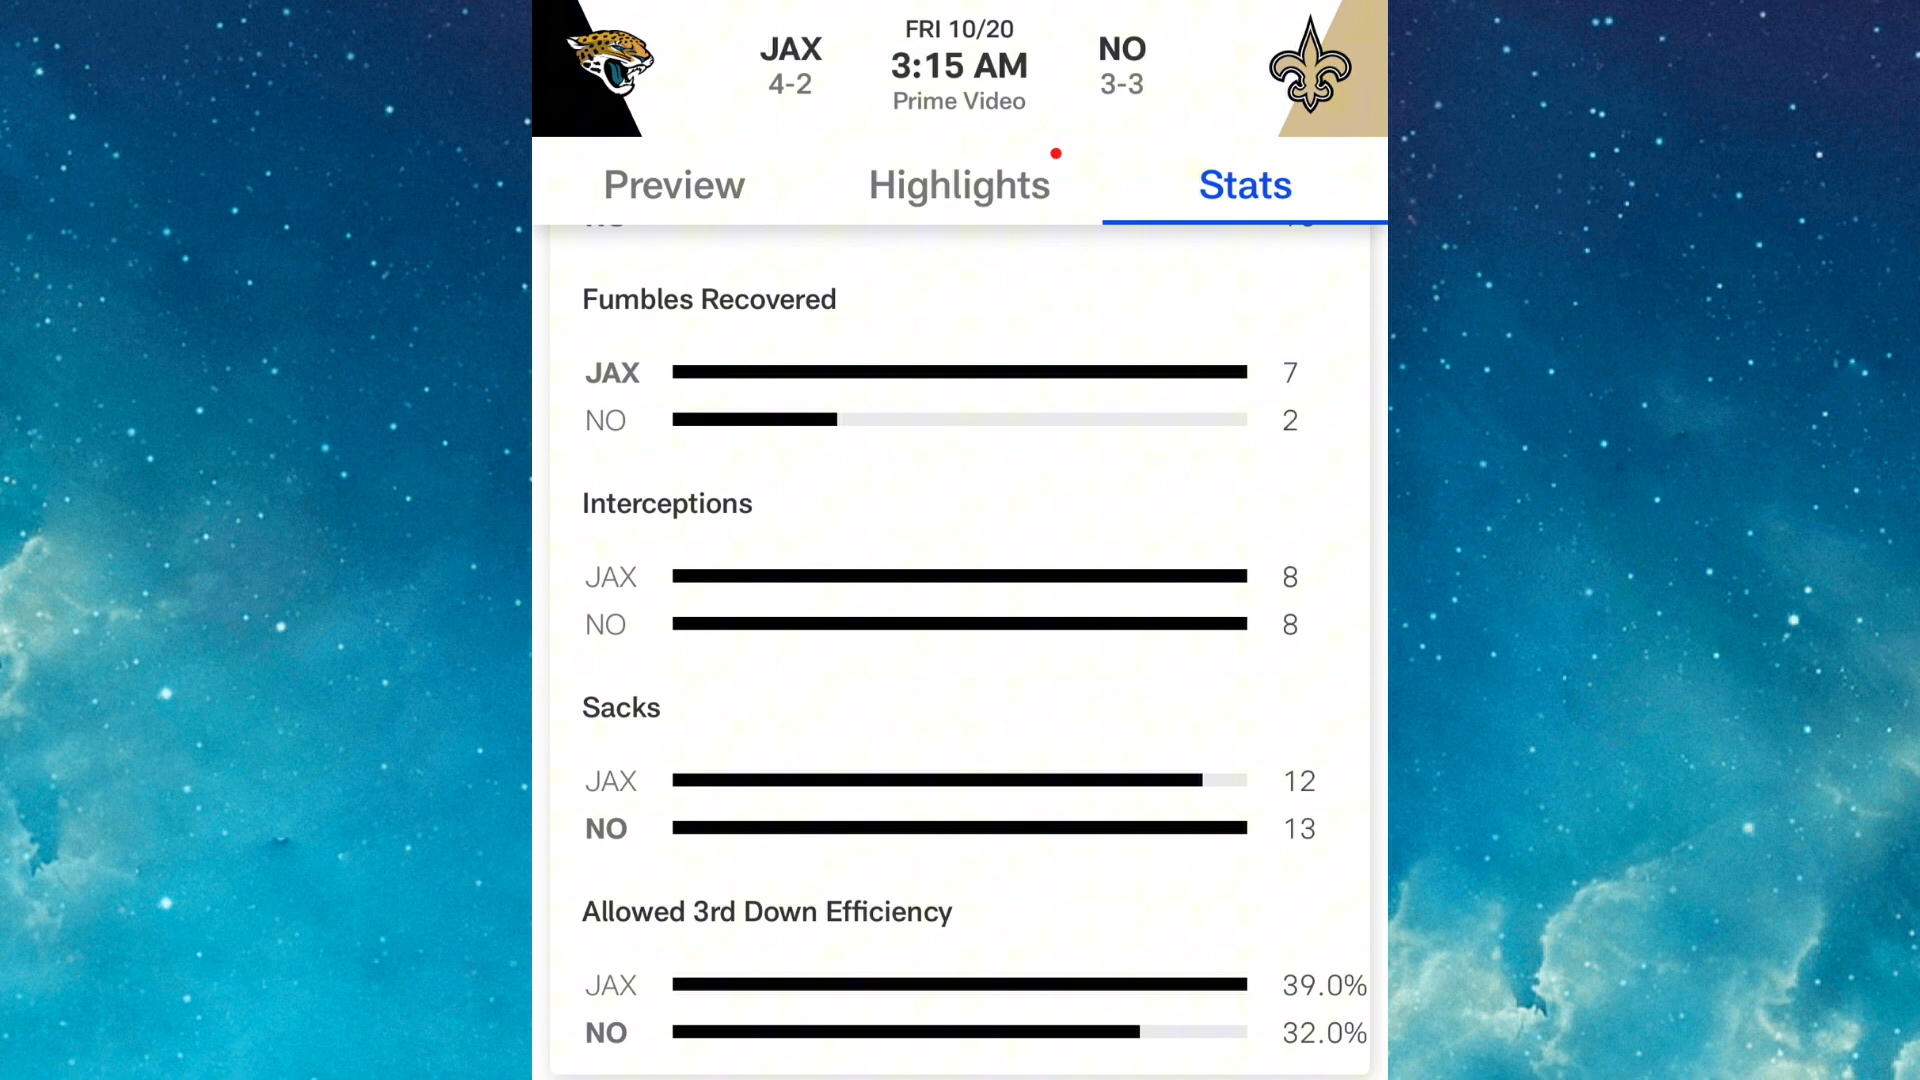 JAX
4-2
FRI 10/20
3:15 AM
Prime Video
NO
3-3
Preview
Highlights
Stats
Fumbles Recovered
JAX 7
NO 2
Interceptions
JAX 8
NO 8
Sacks
JAX 12
NO 13
Allowed 3rd Down Efficiency
JAX 39.0%
NO 32.0%